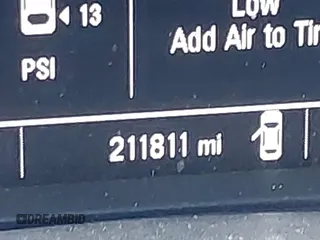 13
PSI
Low
Add Air to Tir
211811 mi
DREAMBID